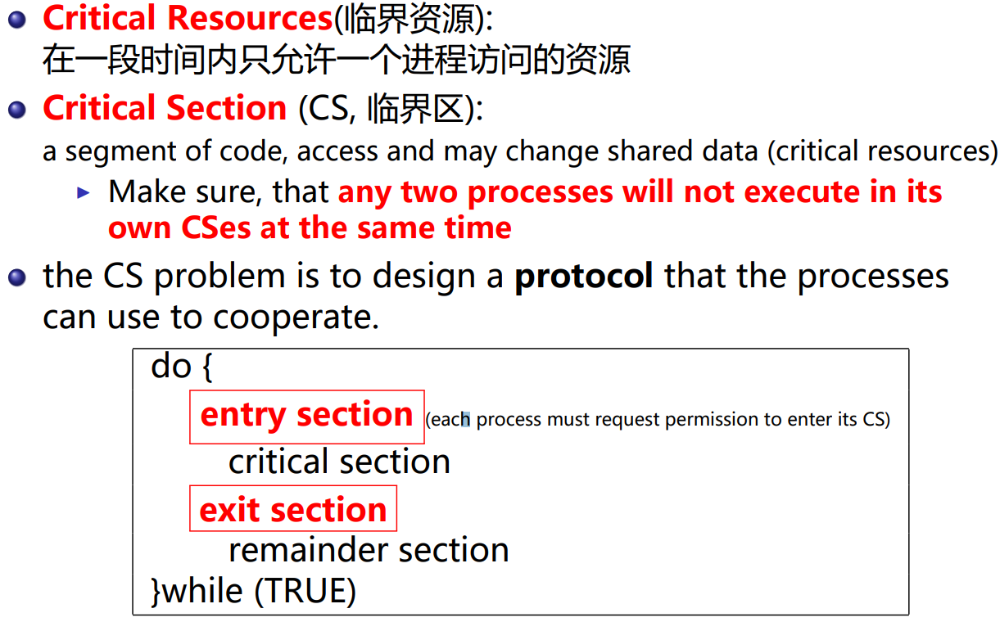 Critical Resources(临界资源):
在一段时间内只允许一个进程访问的资源
Critical Section (CS, 临界区):
a segment of code, access and may change shared data (critical resources)
Make sure, that any two processes will not execute in its
own CSes at the same time
the CS problem is to design a protocol that the processes
can use to cooperate.
do {
entry section (each process must request permission to enter its CS)
critical section
exit section
remainder section
}while (TRUE)